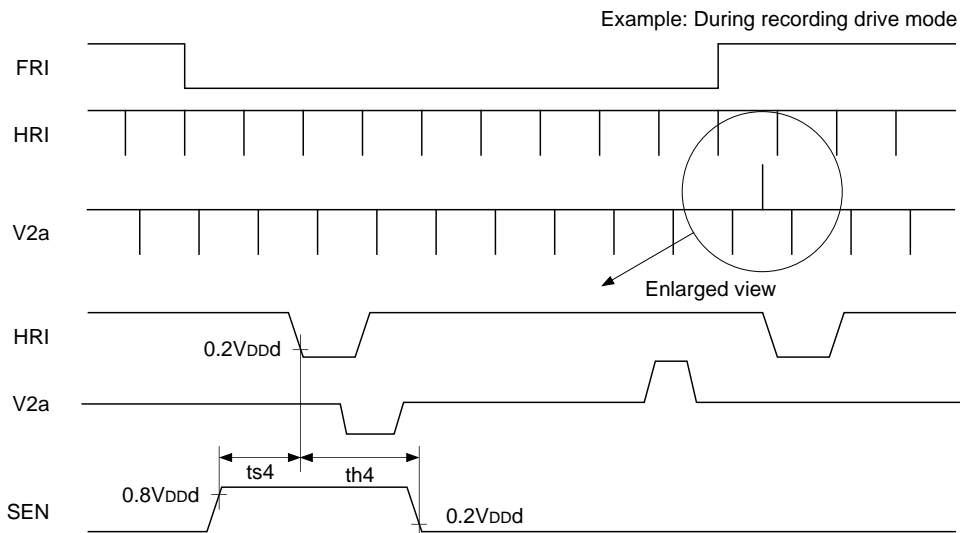 Example: During recording drive mode
FRI
HRI
V2a
Enlarged view
HRI
0.2VDDd
V2a
ts4 th4
0.8VDDd
SEN
0.2VDDd